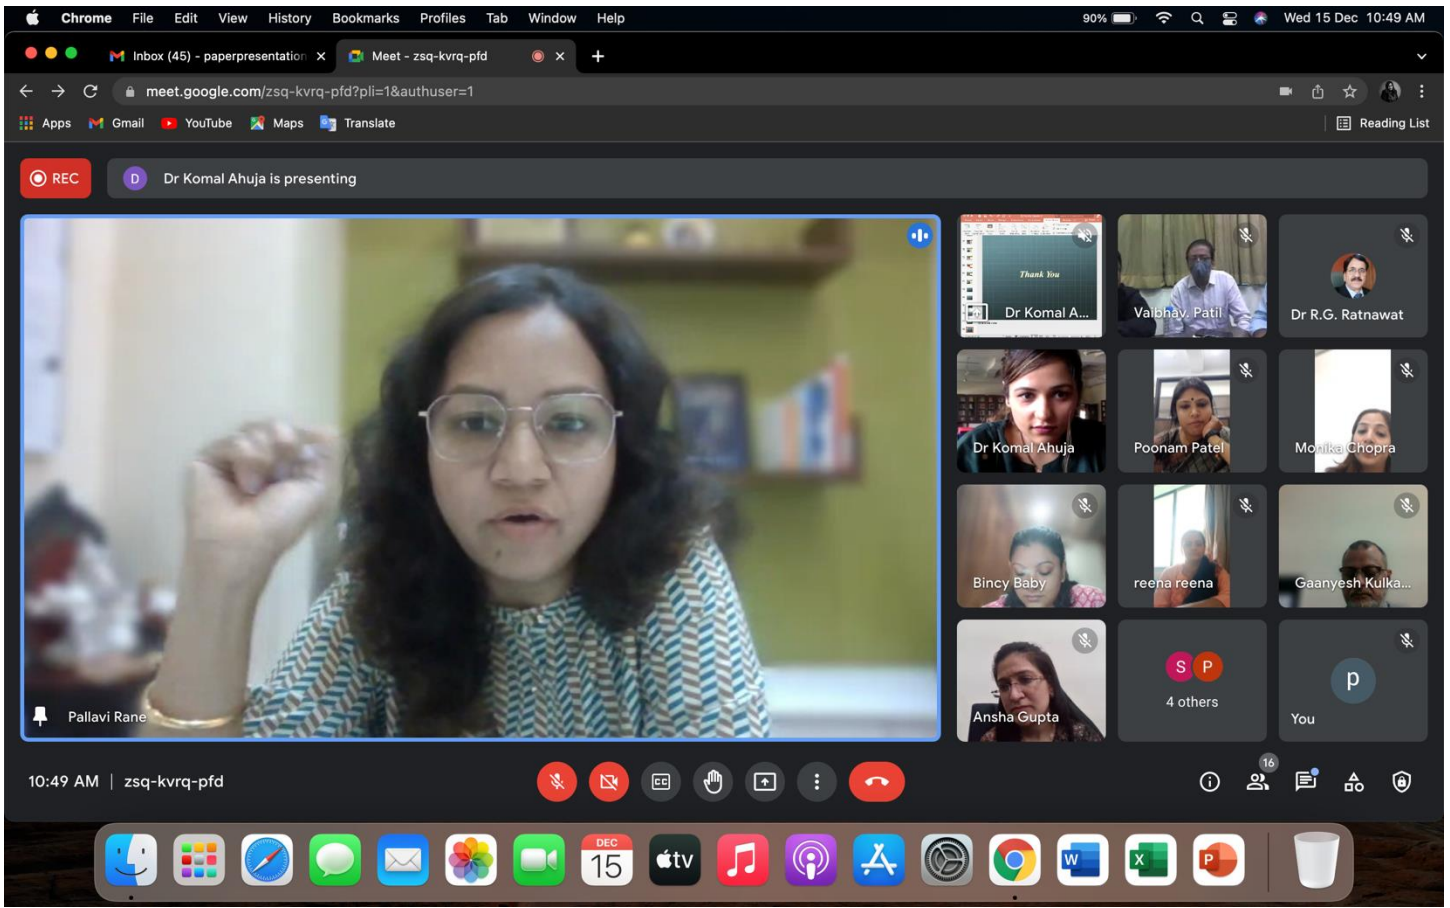 Chrome File Edit View History Bookmarks Profiles Tab Window Help 90% Wed 15 Dec 10:49 AM
Inbox (45) - paperpresentation Meet - zsq-kvrq-pfd
meet.google.com/zsq-kvrq-pfd?pli=1&authuser=1
Apps Gmail YouTube Maps Translate Reading List
REC D Dr Komal Ahuja is presenting
Thank You
Dr Komal A... Vaibhav. Patil Dr R.G. Ratnawat
Dr Komal Ahuja Poonam Patel Monika Chopra
Bincy Baby reena reena Gaanyesh Kulka...
S P
4 others
p
Pallavi Rane Ansha Gupta You
10:49 AM | zsq-kvrq-pfd CC 16
DEC
15 tv W X P